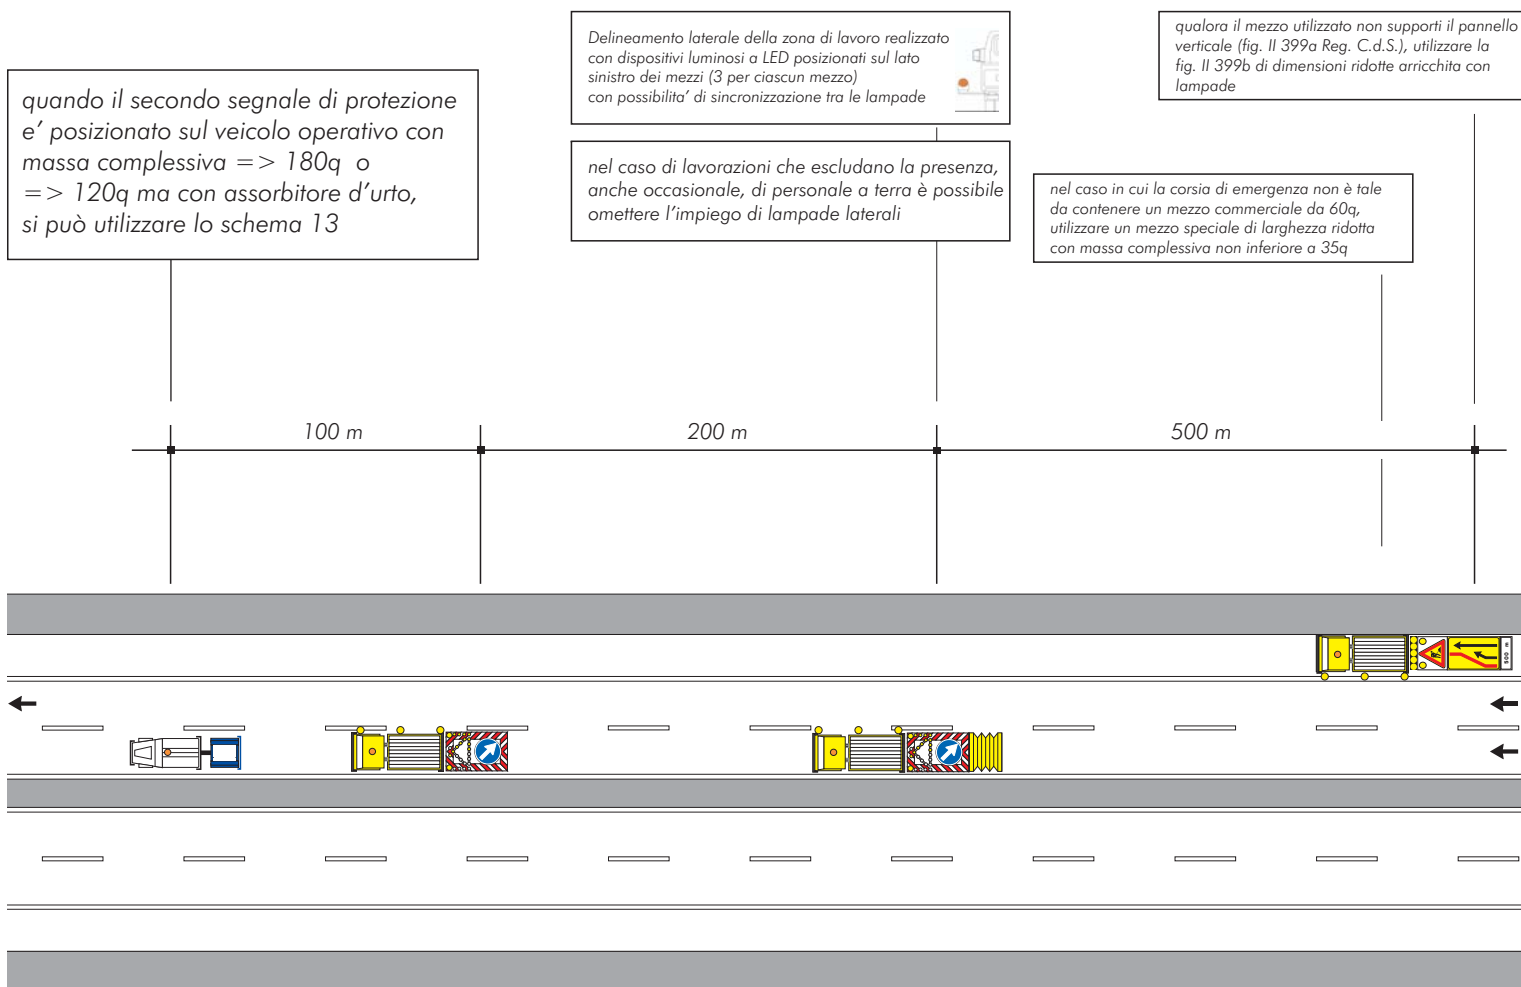 quando il secondo segnale di protezione
e' posizionato sul veicolo operativo con
massa complessiva => 180q o
=> 120q ma con assorbitore d'urto,
si può utilizzare lo schema 13
Delineamento laterale della zona di lavoro realizzato
con dispositivi luminosi a LED posizionati sul lato
sinistro dei mezzi (3 per ciascun mezzo)
con possibilita' di sincronizzazione tra le lampade
nel caso di lavorazioni che escludano la presenza,
anche occasionale, di personale a terra è possibile
omettere l'impiego di lampade laterali
qualora il mezzo utilizzato non supporti il pannello
verticale (fig. II 399a Reg. C.d.S.), utilizzare la
fig. II 399b di dimensioni ridotte arricchita con
lampade
nel caso in cui la corsia di emergenza non è tale
da contenere un mezzo commerciale da 60q,
utilizzare un mezzo speciale di larghezza ridotta
con massa complessiva non inferiore a 35q
100 m
200 m
500 m
500 m